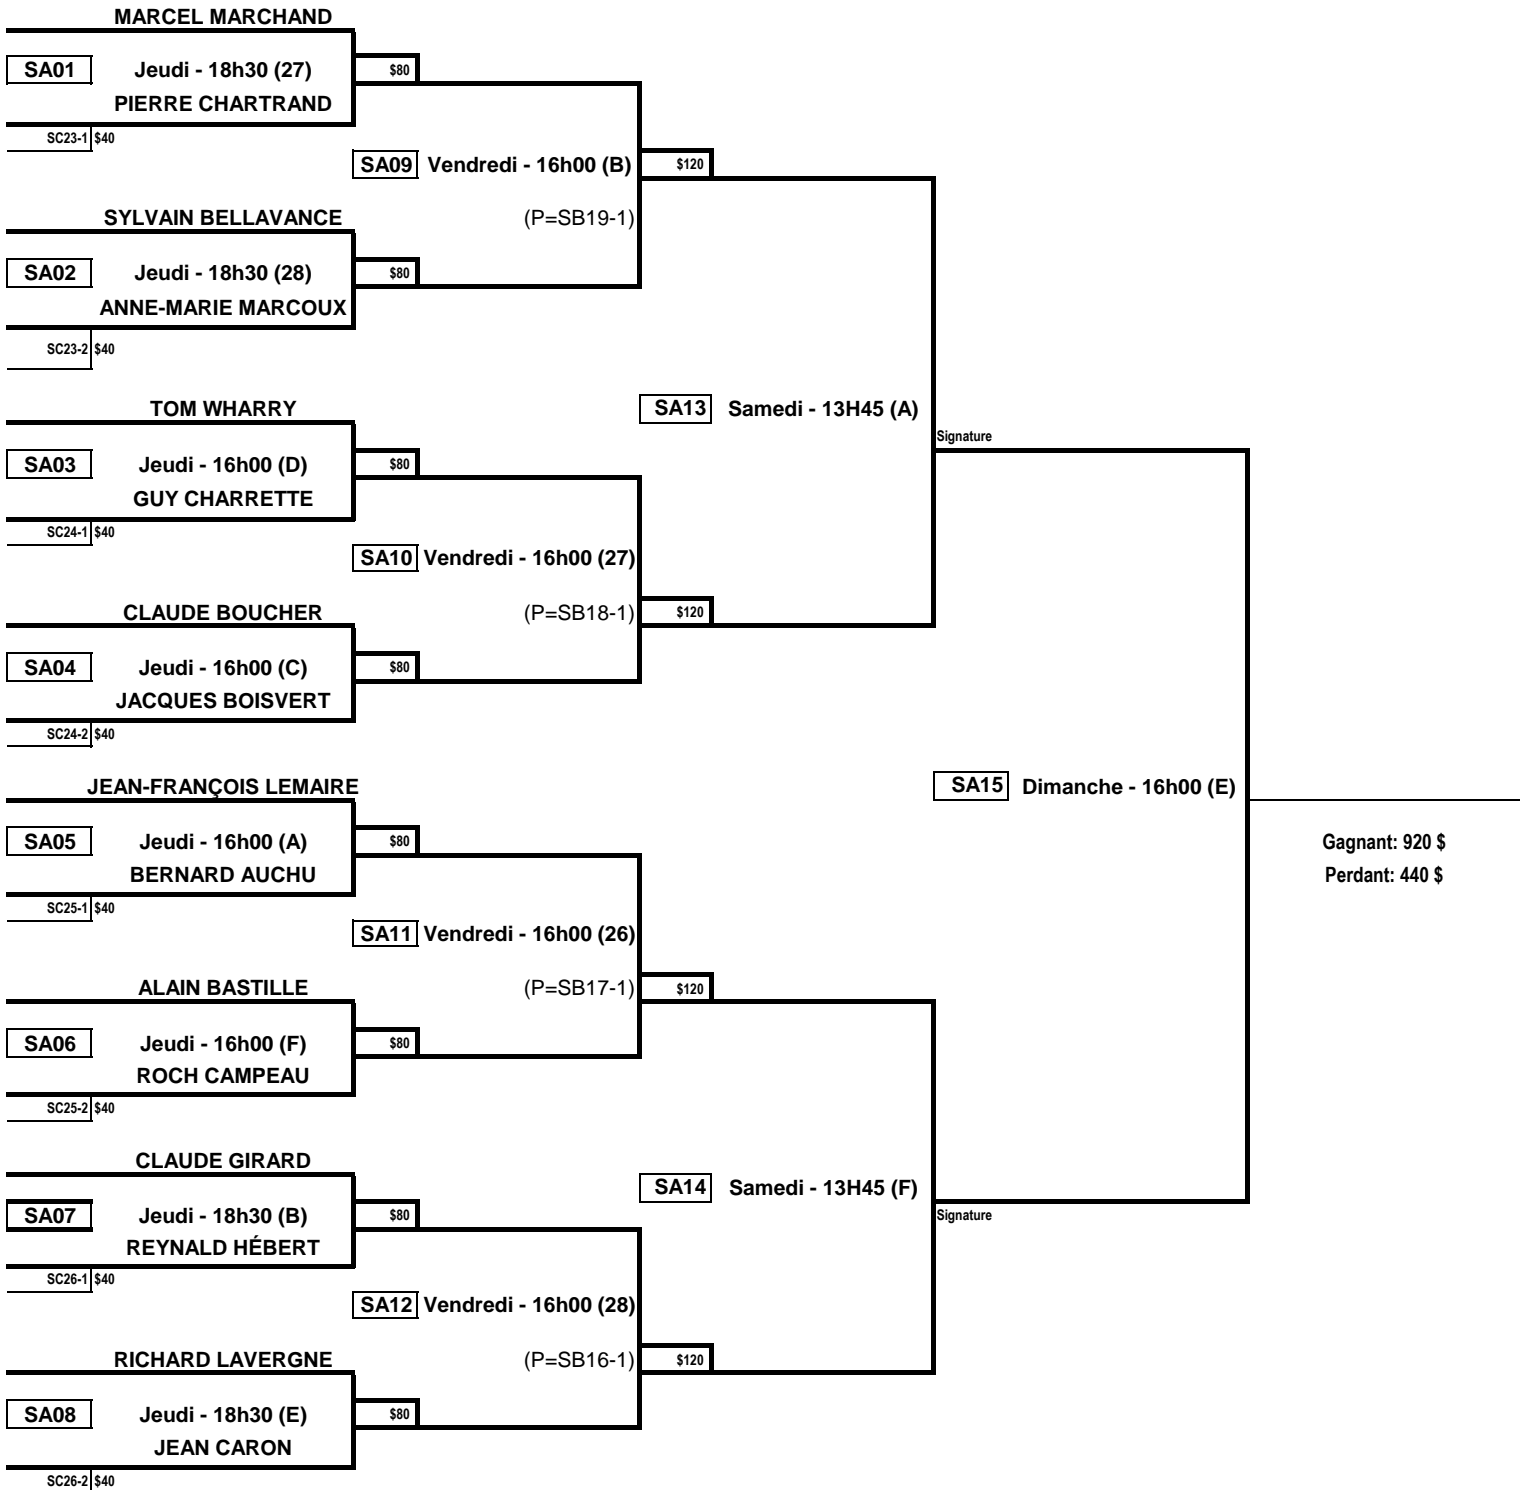 MARCEL MARCHAND
SA01 Jeudi - 18h30 (27) $80
PIERRE CHARTRAND
SC23-1 $40
SA09 Vendredi - 16h00 (B) $120
SYLVAIN BELLAVANCE (P=SB19-1)
SA02 Jeudi - 18h30 (28) $80
ANNE-MARIE MARCOUX
SC23-2 $40
TOM WHARRY SA13 Samedi - 13H45 (A)
Signature
SA03 Jeudi - 16h00 (D) $80
GUY CHARRETTE
SC24-1 $40
SA10 Vendredi - 16h00 (27)
CLAUDE BOUCHER (P=SB18-1) $120
SA04 Jeudi - 16h00 (C) $80
JACQUES BOISVERT
SC24-2 $40
JEAN-FRANÇOIS LEMAIRE SA15 Dimanche - 16h00 (E)
SA05 Jeudi - 16h00 (A) $80 Gagnant: 920 $
BERNARD AUCHU Perdant: 440 $
SC25-1 $40
SA11 Vendredi - 16h00 (26)
ALAIN BASTILLE (P=SB17-1) $120
SA06 Jeudi - 16h00 (F) $80
ROCH CAMPEAU
SC25-2 $40
CLAUDE GIRARD
SA14 Samedi - 13H45 (F)
SA07 Jeudi - 18h30 (B) $80 Signature
REYNALD HÉBERT
SC26-1 $40
SA12 Vendredi - 16h00 (28)
RICHARD LAVERGNE (P=SB16-1) $120
SA08 Jeudi - 18h30 (E) $80
JEAN CARON
SC26-2 $40